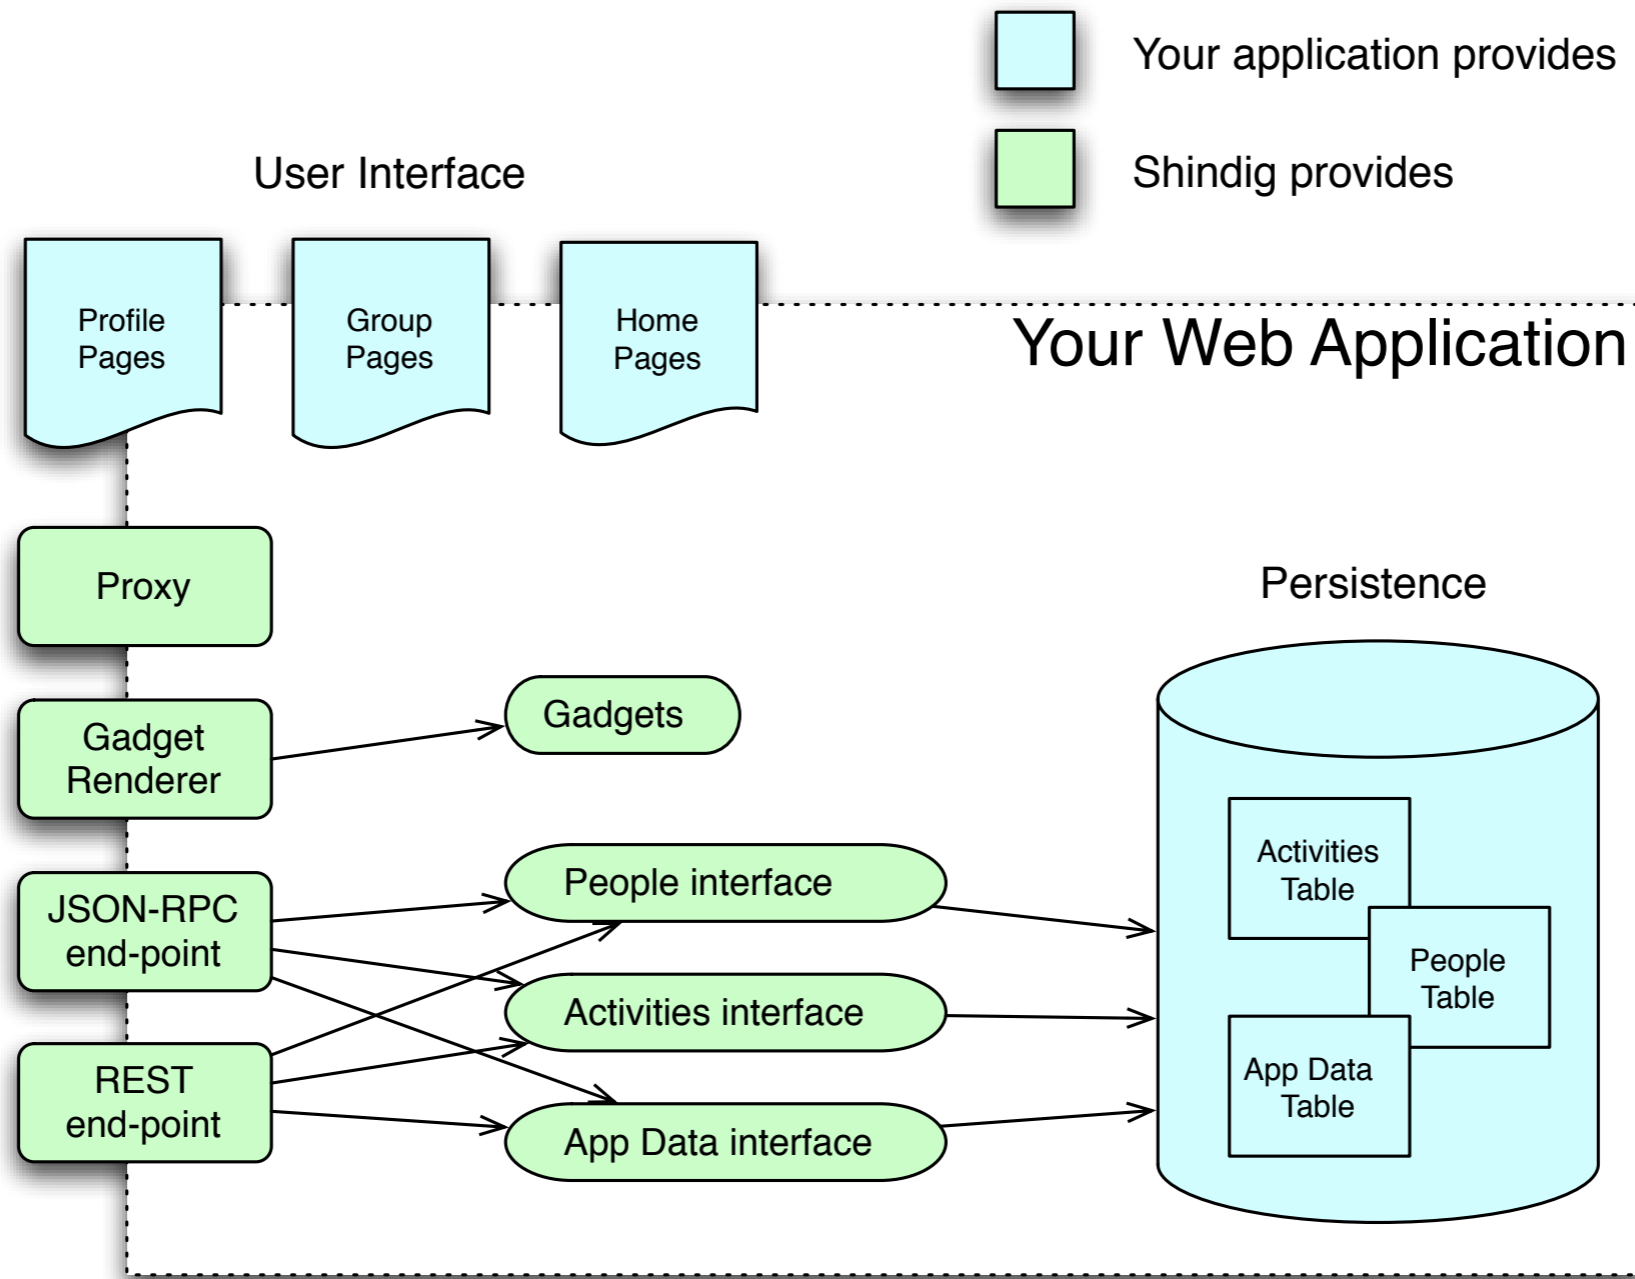 Your application provides
Shindig provides
User Interface
Profile
Pages
Group
Pages
Home
Pages
Your Web Application
Proxy
Persistence
Gadget
Renderer
Gadgets
JSON-RPC
end-point
People interface
Activities
Table
People
Table
Activities interface
REST
end-point
App Data
Table
App Data interface